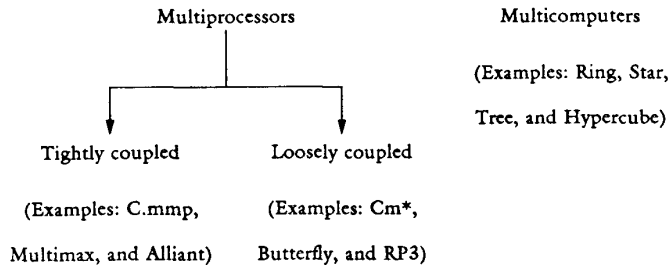 Multiprocessors
Tightly coupled
(Examples: C.mmp,
Multimax, and Alliant)
Loosely coupled
(Examples: Cm*,
Butterfly, and RP3)
Multicomputers
(Examples: Ring, Star,
Tree, and Hypercube)